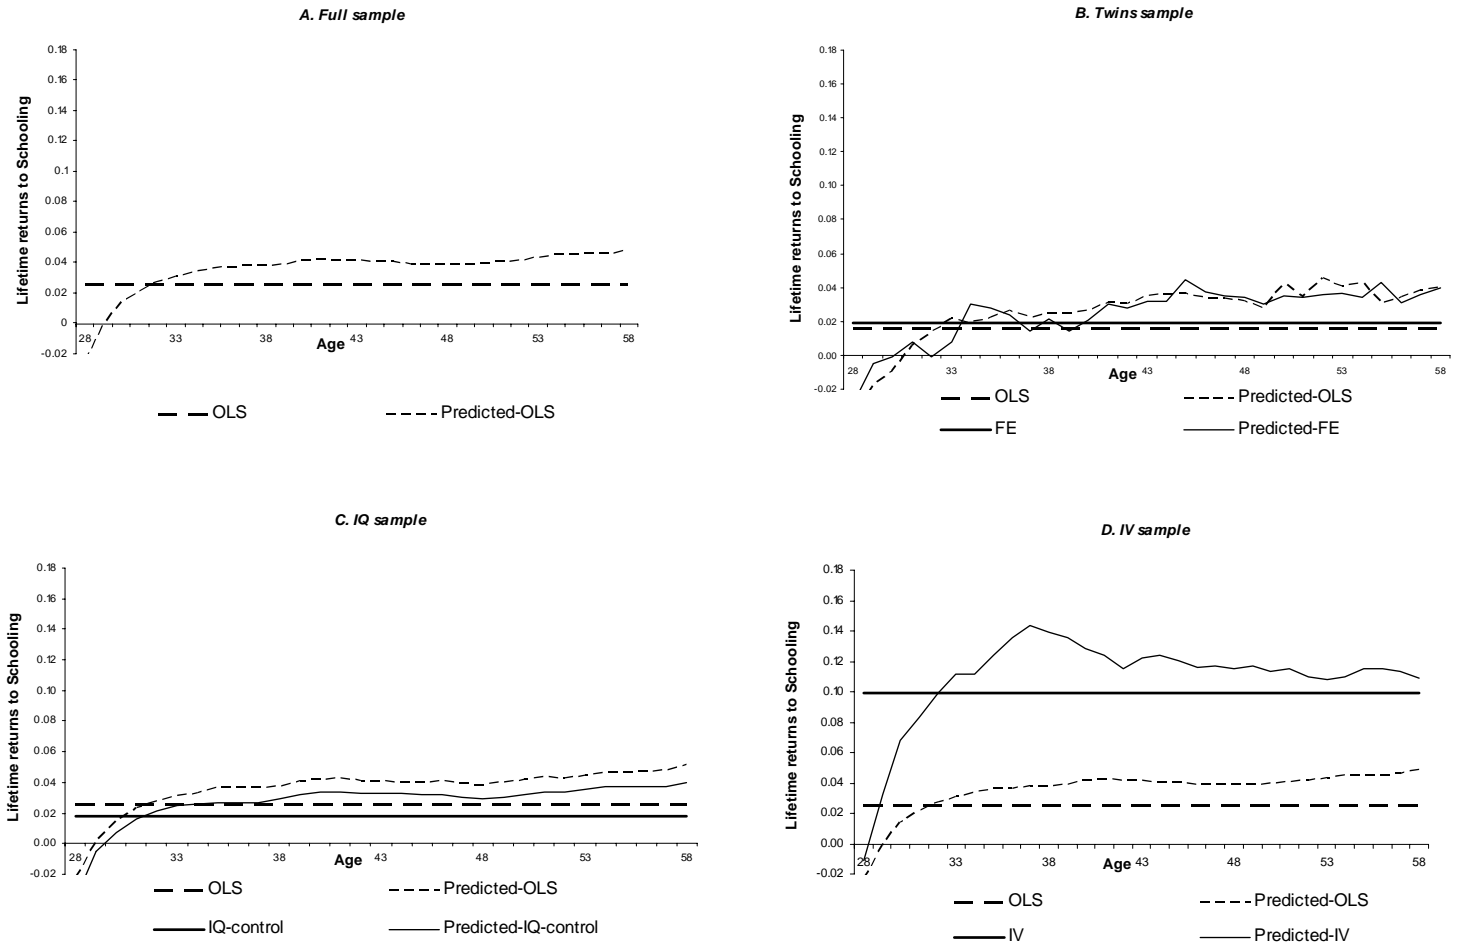 A. Full sample
Lifetime returns to Schooling
0.18
0.16
0.14
0.12
0.1
0.08
0.06
0.04
0.02
0
-0.02
28 33 38 43 48 53 58
Age
OLS Predicted-OLS
B. Twins sample
Lifetime returns to Schooling
0.18
0.16
0.14
0.12
0.10
0.08
0.06
0.04
0.02
0.00
-0.02
28 33 38 43 48 53 58
Age
OLS Predicted-OLS
FE Predicted-FE
C. IQ sample
Lifetime returns to Schooling
0.18
0.16
0.14
0.12
0.10
0.08
0.06
0.04
0.02
0.00
-0.02
28 33 38 43 48 53 58
Age
OLS Predicted-OLS
IQ-control Predicted-IQ-control
D. IV sample
Lifetime returns to Schooling
0.18
0.16
0.14
0.12
0.10
0.08
0.06
0.04
0.02
0.00
-0.02
28 33 38 43 48 53 58
Age
OLS Predicted-OLS
IV Predicted-IV